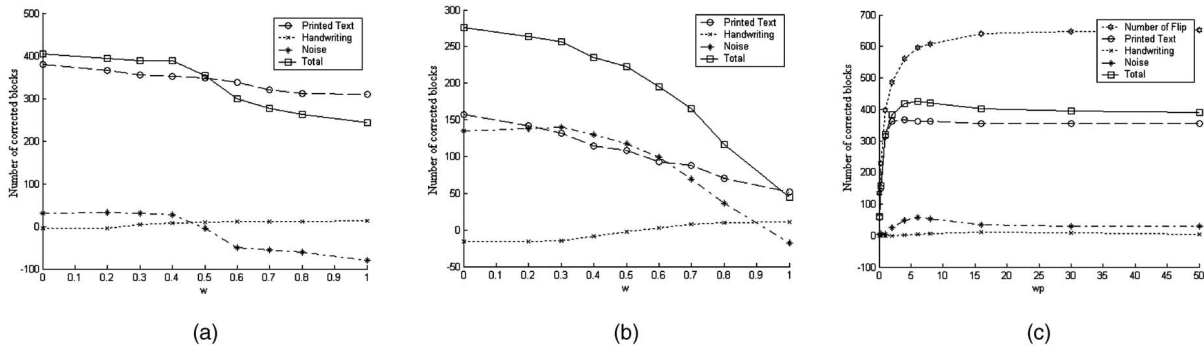 500
400
300
200
100
0
-100
0 0.2 0.3 0.4 0.5 0.6 0.7 0.8 0.9 1
w
Number of corrected blocks
Printed Text
Handwriting
Noise
Total
(a)
300
250
200
150
100
50
0
-50
0 0.2 0.3 0.4 0.5 0.6 0.7 0.8 0.9 1
w
Number of corrected blocks
Printed Text
Handwriting
Noise
Total
(b)
700
600
500
400
300
200
100
0
-100
0 5 10 15 20 25 30 35 40 45 50
wp
Number of corrected blocks
Number of Flip
Printed Text
Handwriting
Noise
Total
(c)